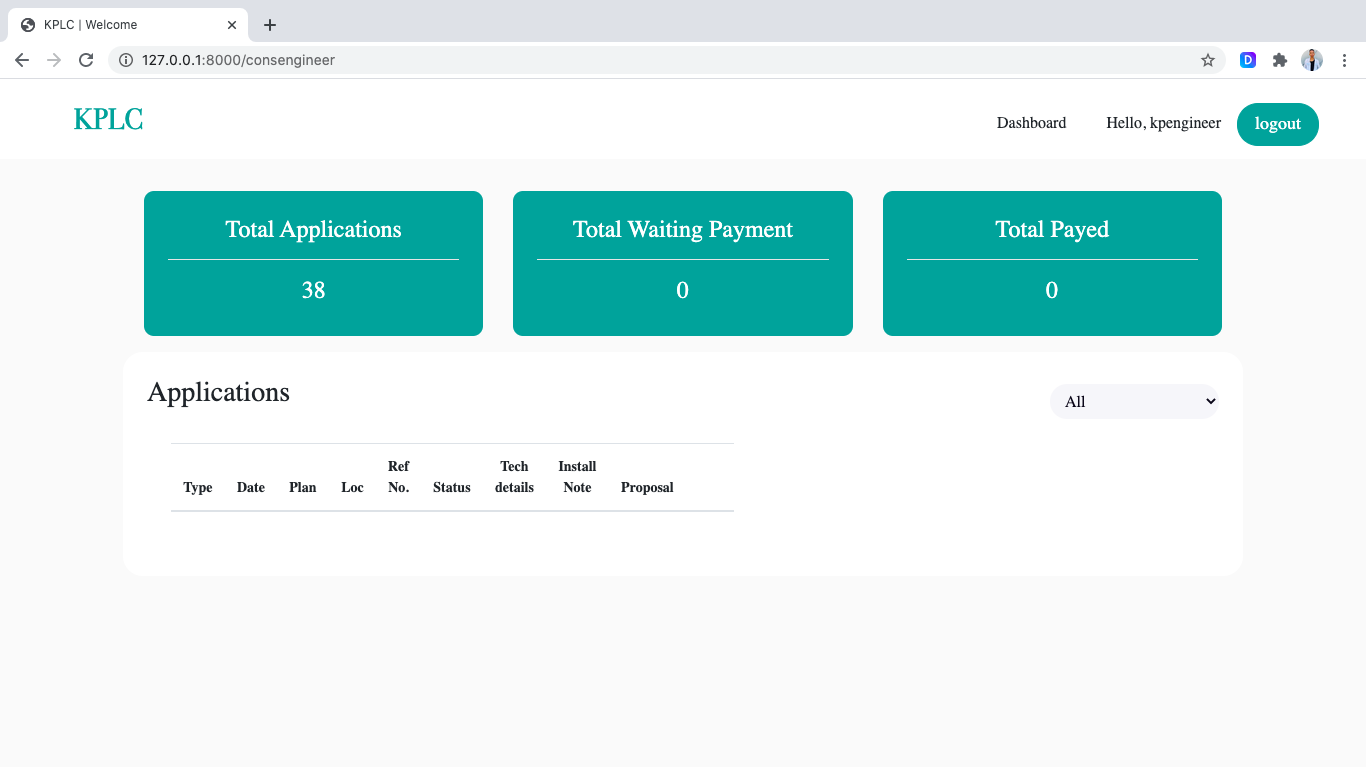 KPLC | Welcome
127.0.0.1:8000/consengineer
D
KPLC
Dashboard
Hello, kpengineer
logout
Total Applications
38
Total Waiting Payment
0
Total Payed
0
Applications
All
Type
Date
Plan
Loc
Ref
No.
Status
Tech
details
Install
Note
Proposal